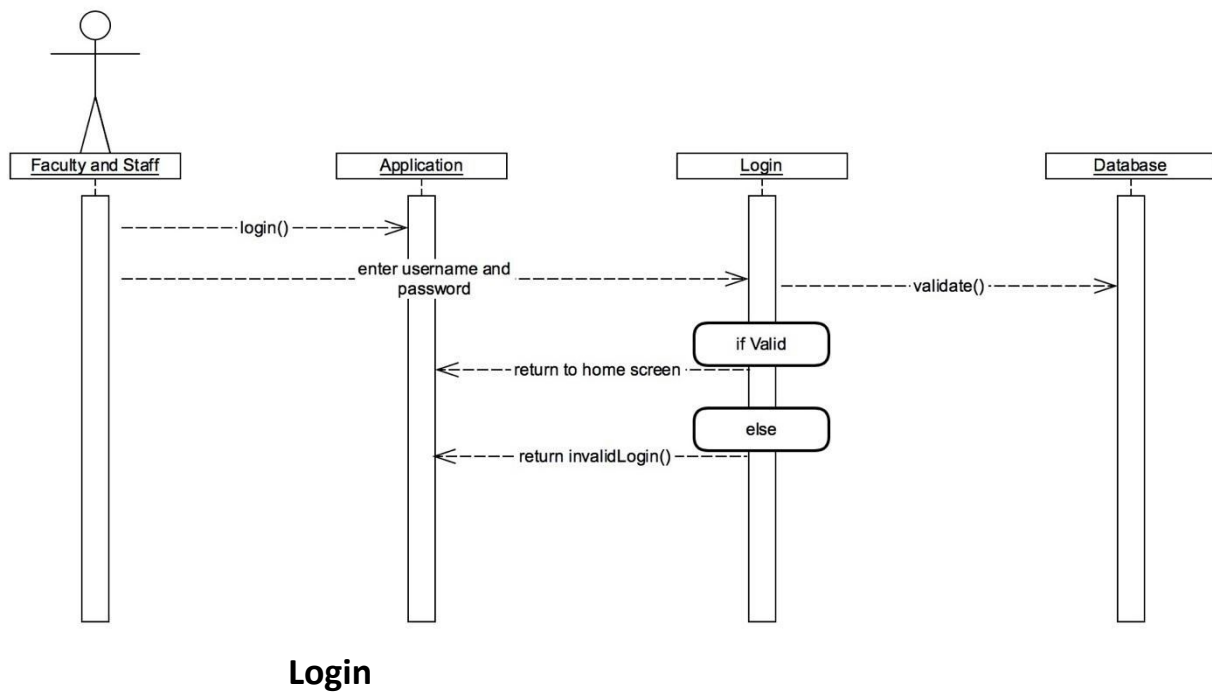 Faculty and Staff
Application
Login
Database
login()
enter username and
password
validate()
if Valid
return to home screen
else
return invalidLogin()
Login